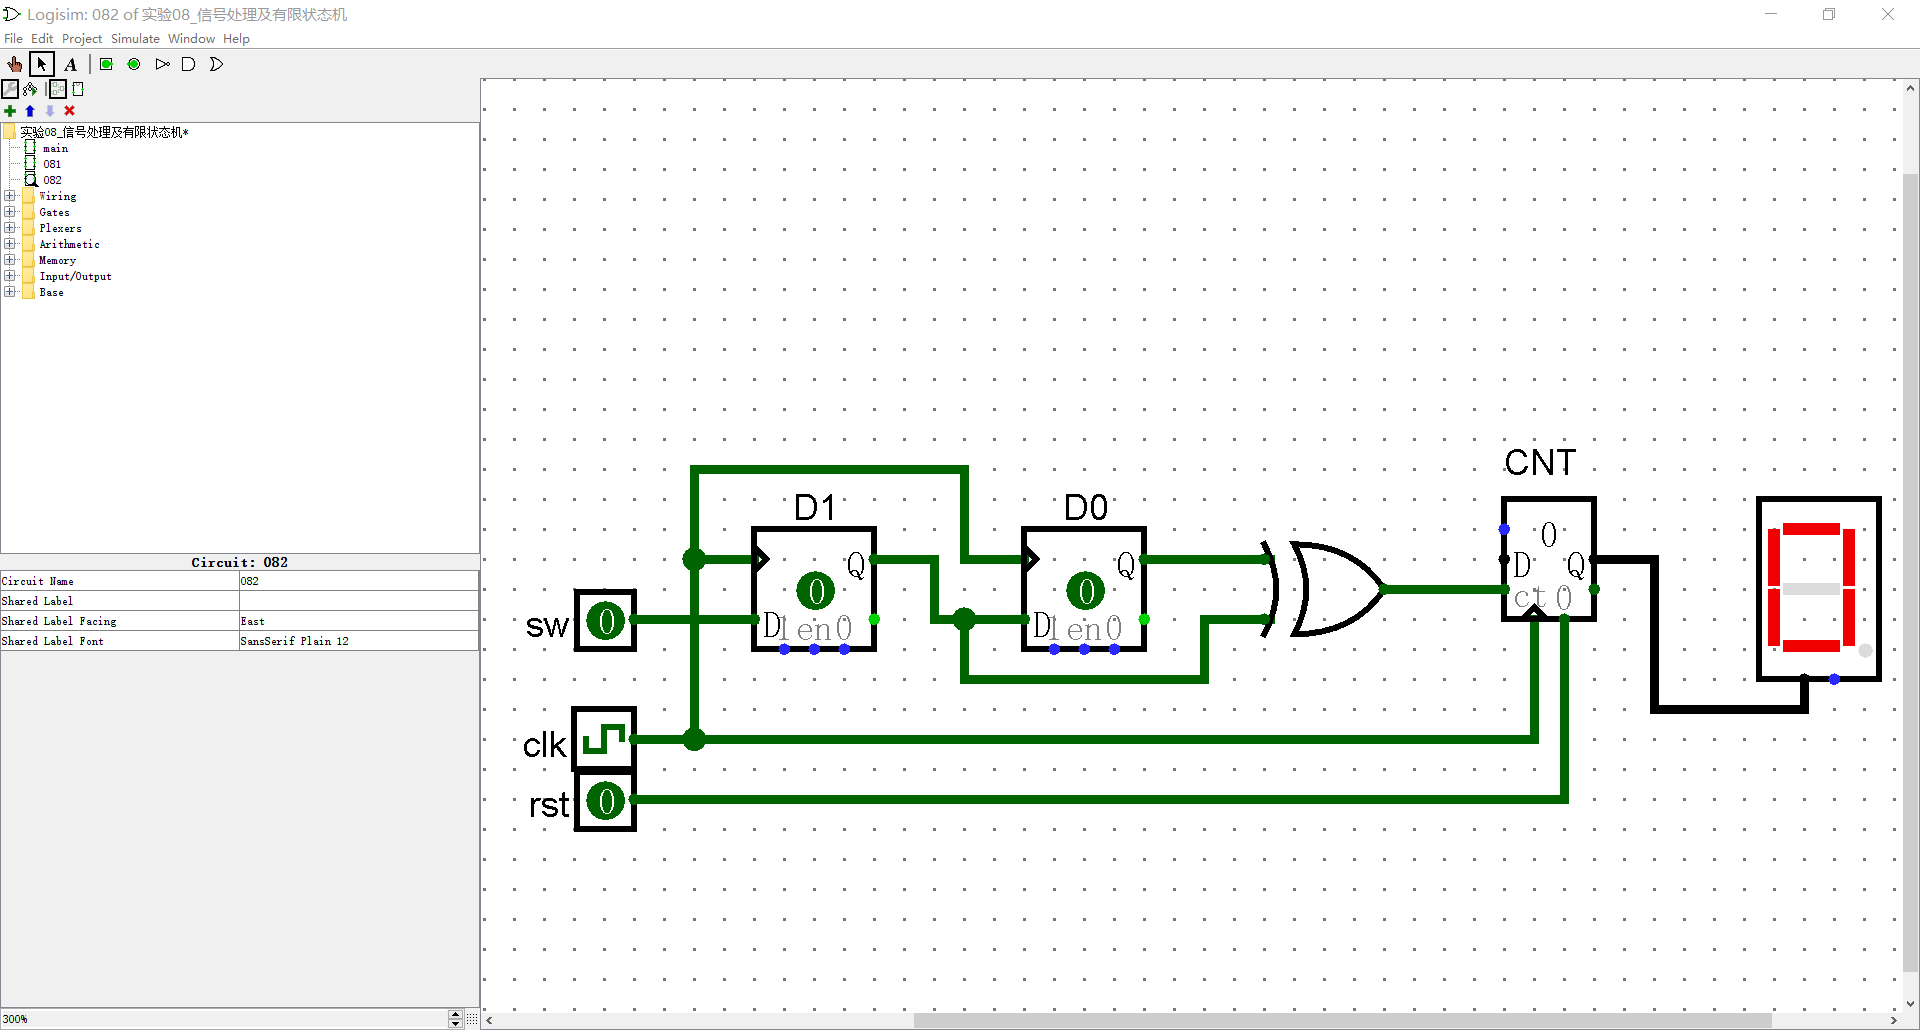 Logisim: 082 of 实验08_信号处理及有限状态机
File Edit Project Simulate Window Help
A
实验08_信号处理及有限状态机*
main
081
082
Wiring
Gates
Plexers
Arithmetic
Memory
Input/Output
Base
Circuit: 082
Circuit Name 082
Shared Label
Shared Label Facing East
Shared Label Font SansSerif Plain 12
300%
CNT
D1 D0
0
Q Q D Q
0 0 ct 0
sw 0 D 1 en0 D 1 en0
clk
rst 0